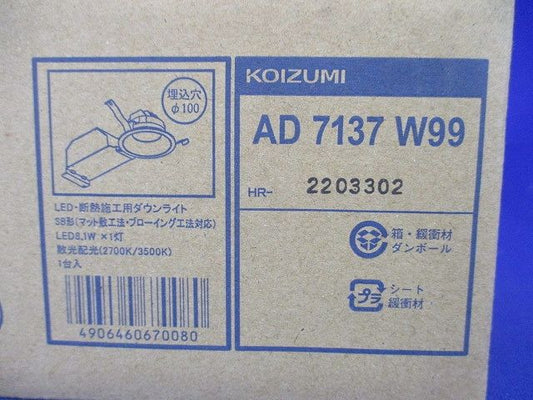 埋込穴
φ100
LED・断熱施工用ダウンライト
SB形(マット敷工法・ブローイング工法対応)
LED8.1W ×1灯
散光配光(2700K/3500K)
1台入
4906460670080
KOIZUMI
AD 7137 W99
HR- 2203302
箱・緩衝材
ダンボール
プラ
シート
緩衝材